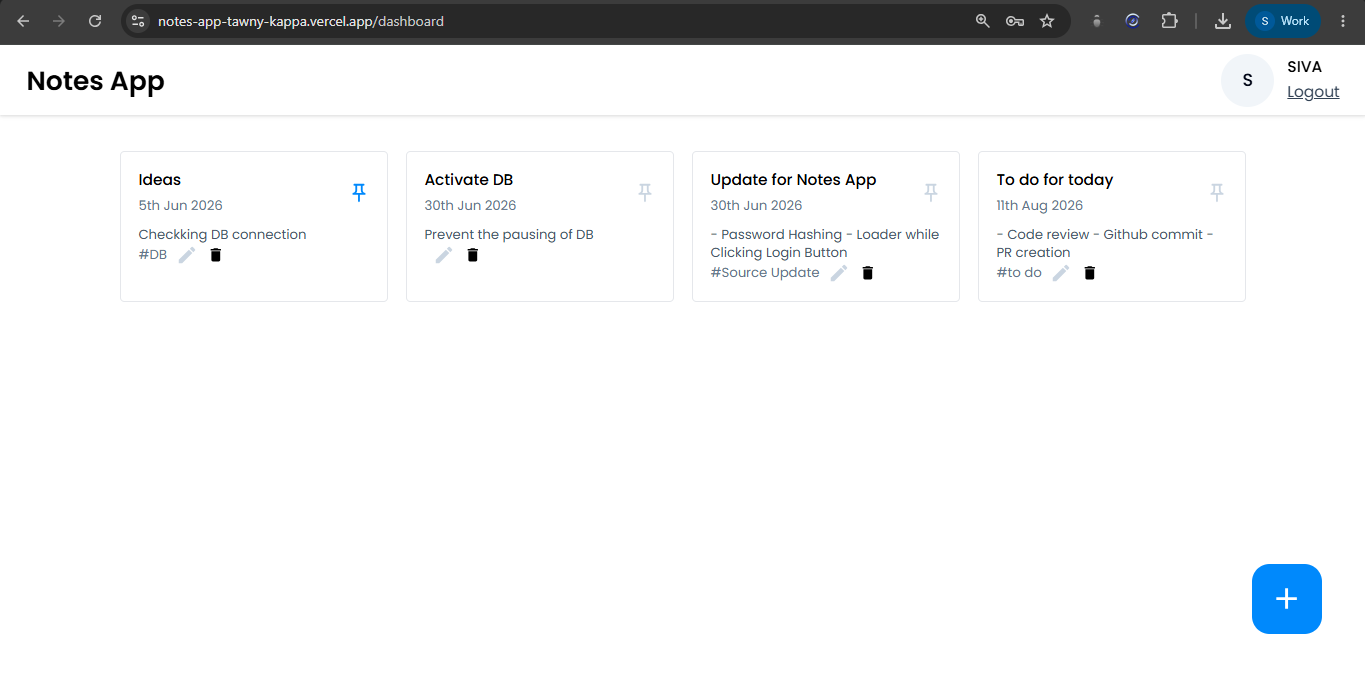 notes-app-tawny-kappa.vercel.app/dashboard
S Work
Notes App
S
SIVA
Logout
Ideas
5th Jun 2026
Checkking DB connection
#DB
Activate DB
30th Jun 2026
Prevent the pausing of DB
Update for Notes App
30th Jun 2026
- Password Hashing - Loader while
Clicking Login Button
#Source Update
To do for today
11th Aug 2026
- Code review - Github commit -
PR creation
#to do